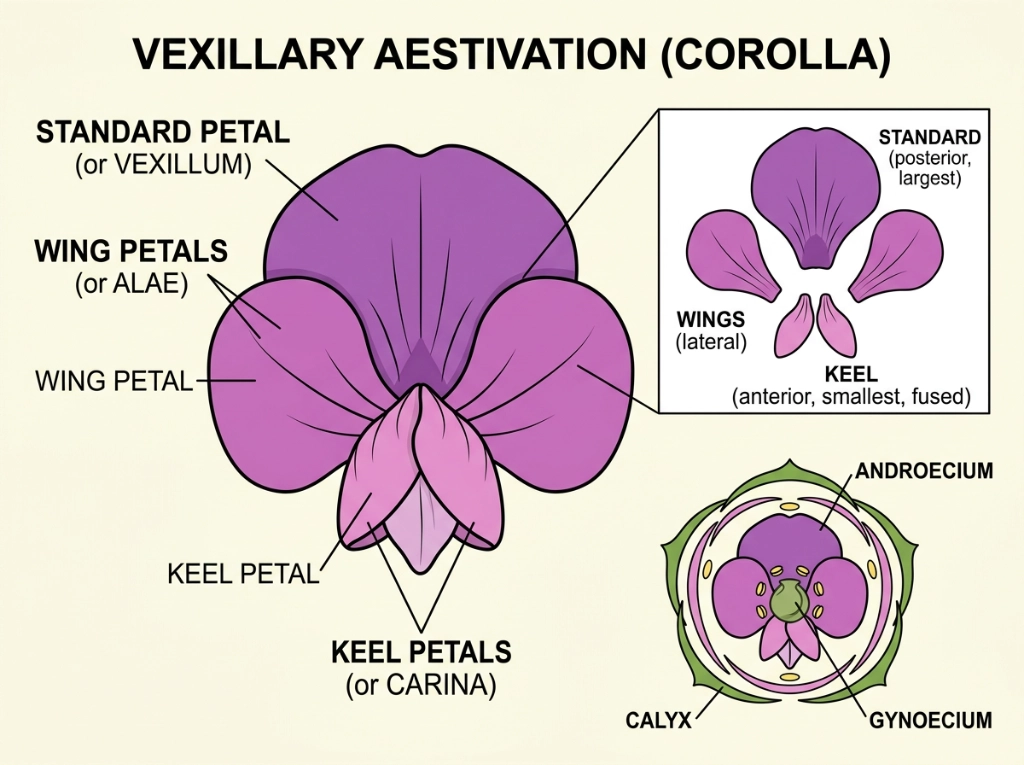 VEXILLARY AESTIVATION (COROLLA)
STANDARD PETAL
(or VEXILLUM)
WING PETALS
(or ALAE)
WING PETAL
KEEL PETAL
KEEL PETALS
(or CARINA)
STANDARD
(posterior,
largest)
WINGS
(lateral)
KEEL
(anterior, smallest, fused)
ANDROECIUM
CALYX
GYNOECIUM